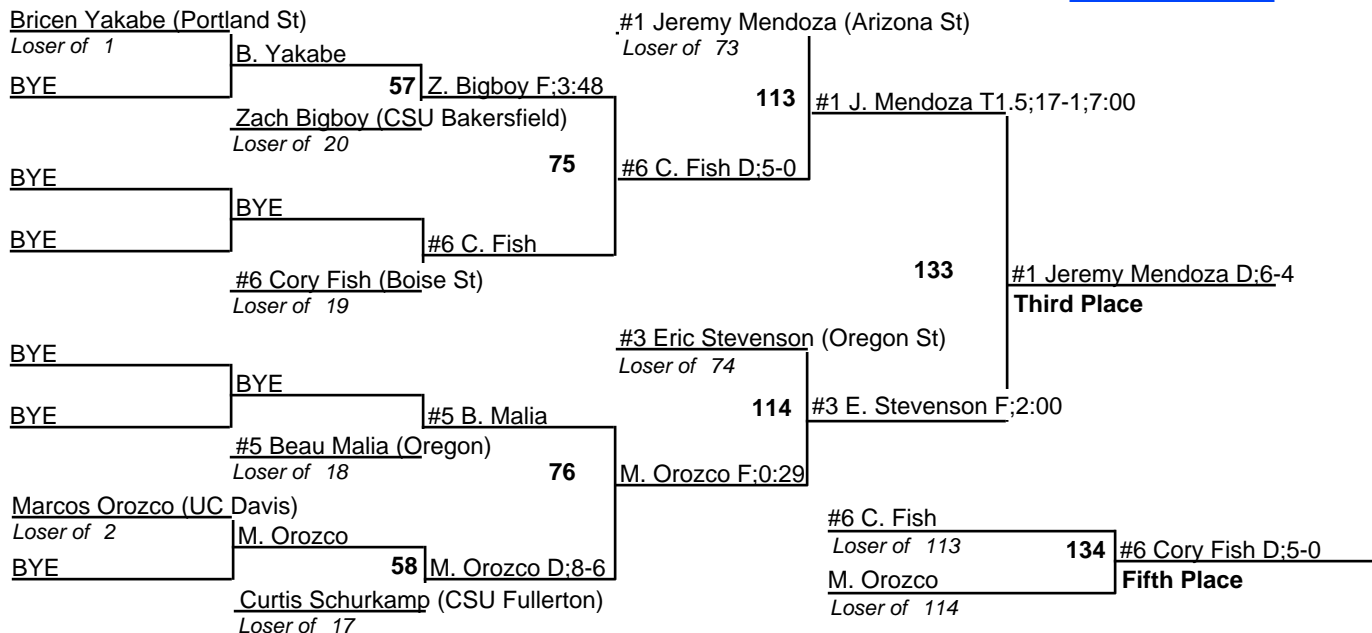 Bricen Yakabe (Portland St)
Loser of 1
B. Yakabe
BYE
57
Z. Bigboy F;3:48
Zach Bigboy (CSU Bakersfield)
Loser of 20
75
#1 Jeremy Mendoza (Arizona St)
Loser of 73
113
#1 J. Mendoza T1.5;17-1;7:00
#6 C. Fish D;5-0
BYE
BYE
BYE
#6 C. Fish
#6 Cory Fish (Boise St)
Loser of 19
133
#1 Jeremy Mendoza D;6-4
Third Place
BYE
BYE
BYE
#5 B. Malia
#5 Beau Malia (Oregon)
Loser of 18
76
#3 Eric Stevenson (Oregon St)
Loser of 74
114
#3 E. Stevenson F;2:00
M. Orozco F;0:29
Marcos Orozco (UC Davis)
Loser of 2
M. Orozco
BYE
58
M. Orozco D;8-6
Curtis Schurkamp (CSU Fullerton)
Loser of 17
#6 C. Fish
Loser of 113
134
#6 Cory Fish D;5-0
Fifth Place
M. Orozco
Loser of 114